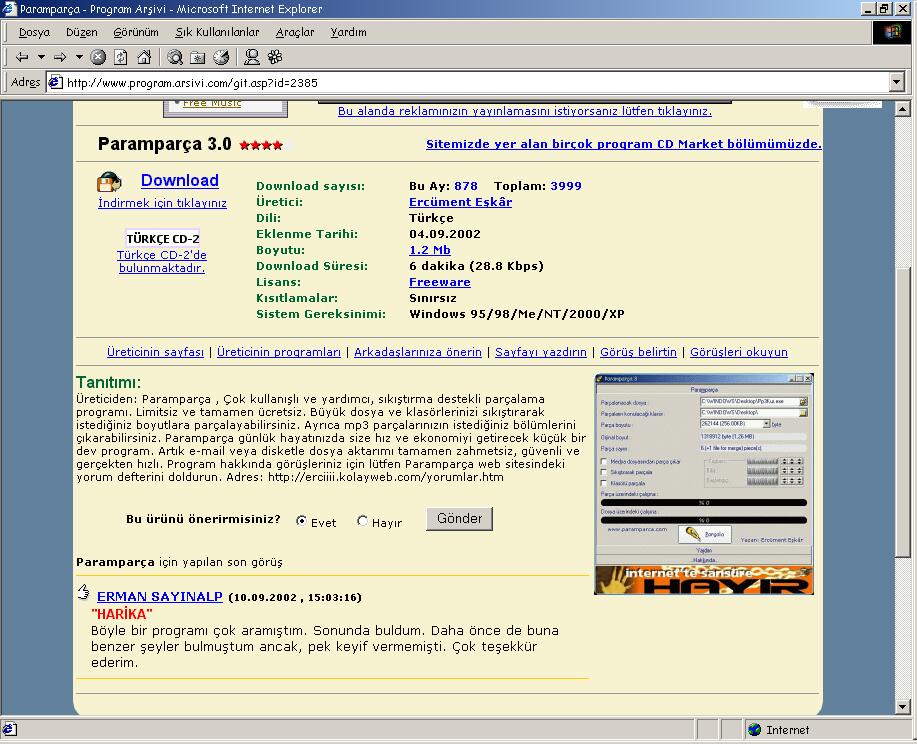 Paramparça - Program Arşivi - Microsoft Internet Explorer
Dosya Düzen Görünüm Sık Kullanılanlar Araçlar Yardım
Adres http://www.program.arsivi.com/git.asp?id=2385
Free Music
Bu alanda reklamınızın yayınlamasını istiyorsanız lütfen tıklayınız.
Paramparça 3.0
Sitemizde yer alan birçok program CD Market bölümümüzde.
Download
İndirmek için tıklayınız
TÜRKÇE CD-2
Türkçe CD-2'de
bulunmaktadır.
Download sayısı: Bu Ay: 878 Toplam: 3999
Üretici: Ercüment Eşkâr
Dili: Türkçe
Eklenme Tarihi: 04.09.2002
Boyutu: 1.2 Mb
Download Süresi: 6 dakika (28.8 Kbps)
Lisans: Freeware
Kısıtlamalar: Sınırsız
Sistem Gereksinimi: Windows 95/98/Me/NT/2000/XP
Üreticinin sayfası | Üreticinin programları | Arkadaşlarınıza önerin | Sayfayı yazdırın | Görüş belirtin | Görüşleri okuyun
Tanıtımı:
Üreticiden: Paramparça , Çok kullanışlı ve yardımcı, sıkıştırma destekli parçalama
programı. Limitsiz ve tamamen ücretsiz. Büyük dosya ve klasörlerinizi sıkıştırarak
istediğiniz boyutlara parçalayabilirsiniz. Ayrıca mp3 parçalarınızın istediğiniz bölümlerini
çıkarabilirsiniz. Paramparça günlük hayatınızda size hız ve ekonomiyi getirecek küçük bir
dev program. Artık e-mail veya disketle dosya aktarımı tamamen zahmetsiz, güvenli ve
gerçekten hızlı. Program hakkında görüşleriniz için lütfen Paramparça web sitesindeki
yorum defterini doldurun. Adres: http://erciiii.kolayweb.com/yorumlar.htm
Paramparça 3
Paramparça
Parçalanacak dosya : C:\WINDOWS\Desktop\Pp3Kur.exe
Parçaların konulacağı klasör : C:\WINDOWS\Desktop\
Parça boyutu : 262144 (256.00KB) byte
Orjinal boyut : 1318912 byte (1,26 MB)
Parça sayısı : 6 (+1 file for merge) piece(s)
Medya dosyasından parça çıkar
Sıkıştırarak parçala
Klasörü parçala
Parça üzerindeki çalışma :
% 0
Dosya üzerindeki çalışma :
% 0
www.paramparca.com
Parçala
Yazarı: Ercüment Eşkâr
Yardım
Hakkında
internet'te sansüre
HAYIR
Bu ürünü önerirmisiniz? Evet Hayır Gönder
Paramparça için yapılan son görüş
ERMAN SAYINALP (10.09.2002 , 15:03:16)
"HARİKA"
Böyle bir programı çok aramıştım. Sonunda buldum. Daha önce de buna
benzer şeyler bulmuştum ancak, pek keyif vermemişti. Çok teşekkür
ederim.
Internet